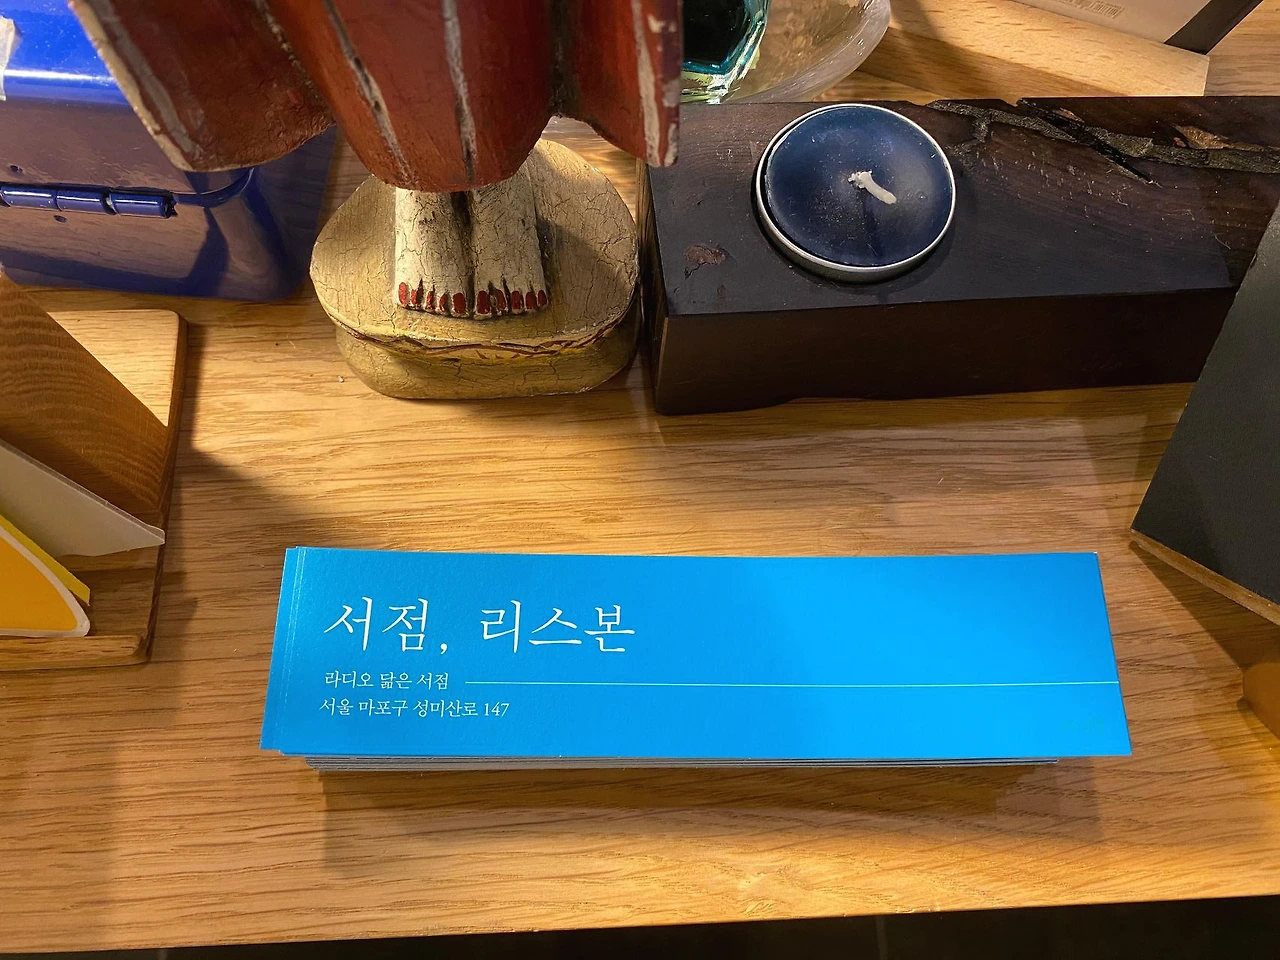 서점, 리스본
라디오 닮은 서점
서울 마포구 성미산로 147